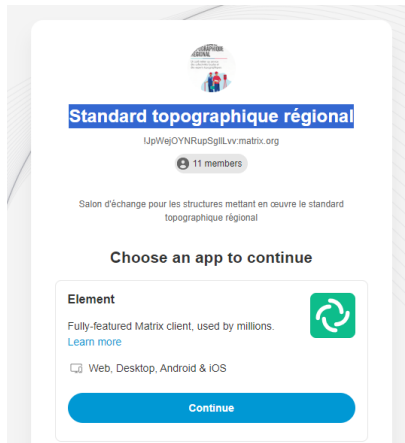 Standard topographique régional
!JpWejOYNRupSgllLvv:matrix.org
11 members
Salon d'échange pour les structures mettant en œuvre le standard
topographique régional
Choose an app to continue
Element
Fully-featured Matrix client, used by millions.
Learn more
Web, Desktop, Android & iOS
Continue